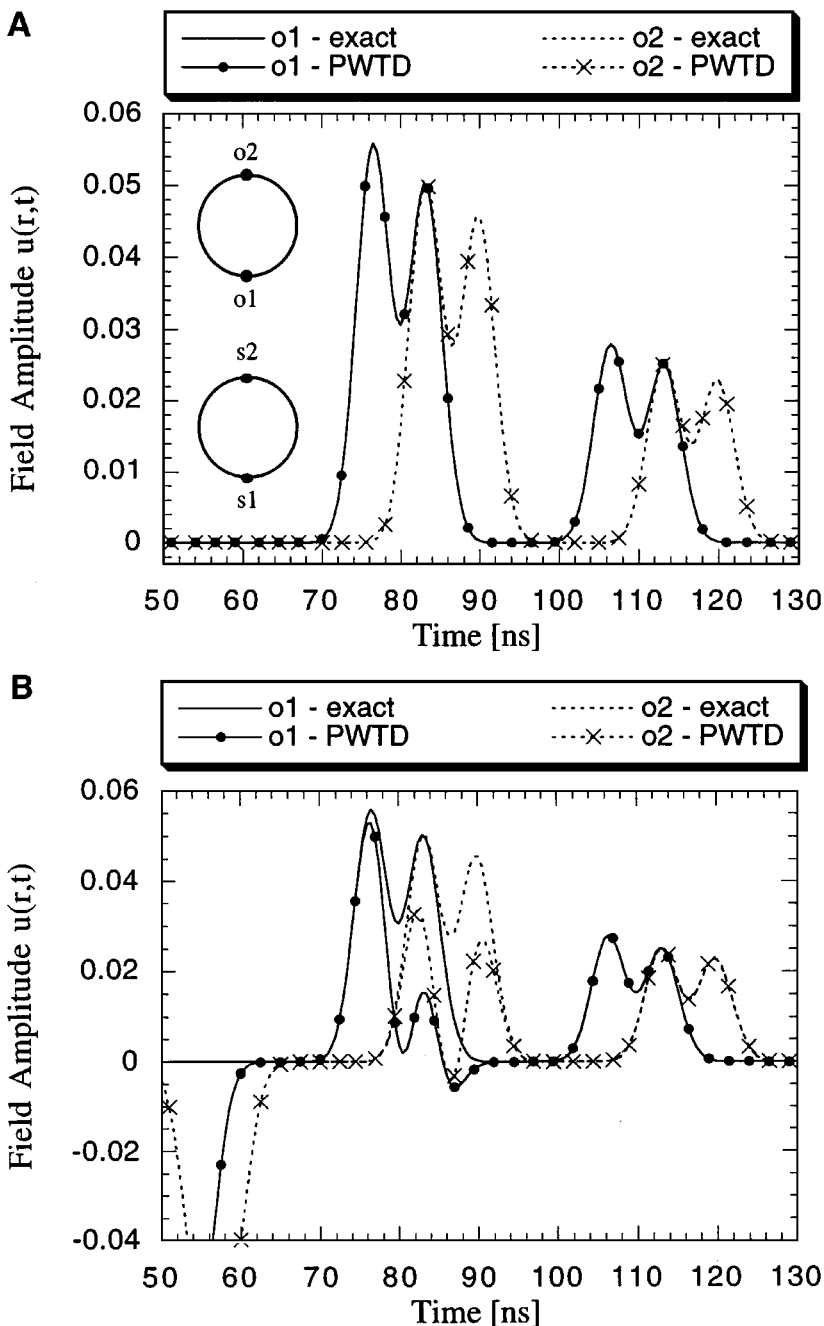 A
o1 - exact
o2 - exact
o1 - PWTD
o2 - PWTD
Field Amplitude u(r,t)
0.06
0.05
0.04
0.03
0.02
0.01
0
o2
o1
s2
s1
50 60 70 80 90 100 110 120 130
Time [ns]
B
o1 - exact
o2 - exact
o1 - PWTD
o2 - PWTD
Field Amplitude u(r,t)
0.06
0.04
0.02
0
-0.02
-0.04
50 60 70 80 90 100 110 120 130
Time [ns]